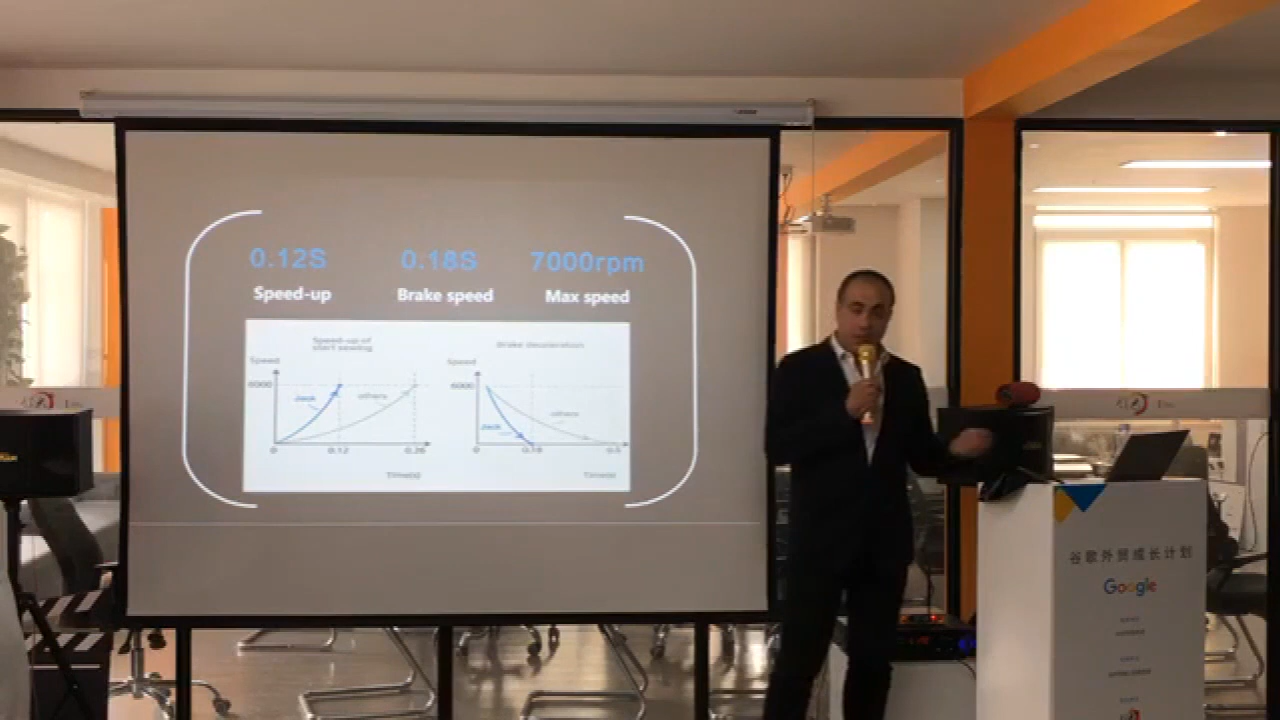 0.12S 0.18S 7000rpm
Speed-up Brake speed Max speed
Speed-up of
start sewing
Speed
6000
Jack
others
0 0.12 0.26
Time(s)
Brake deceleration
Speed
6000
others
Jack
0 0.18 0.5
Time(s)
谷歌外贸成长计划
Google